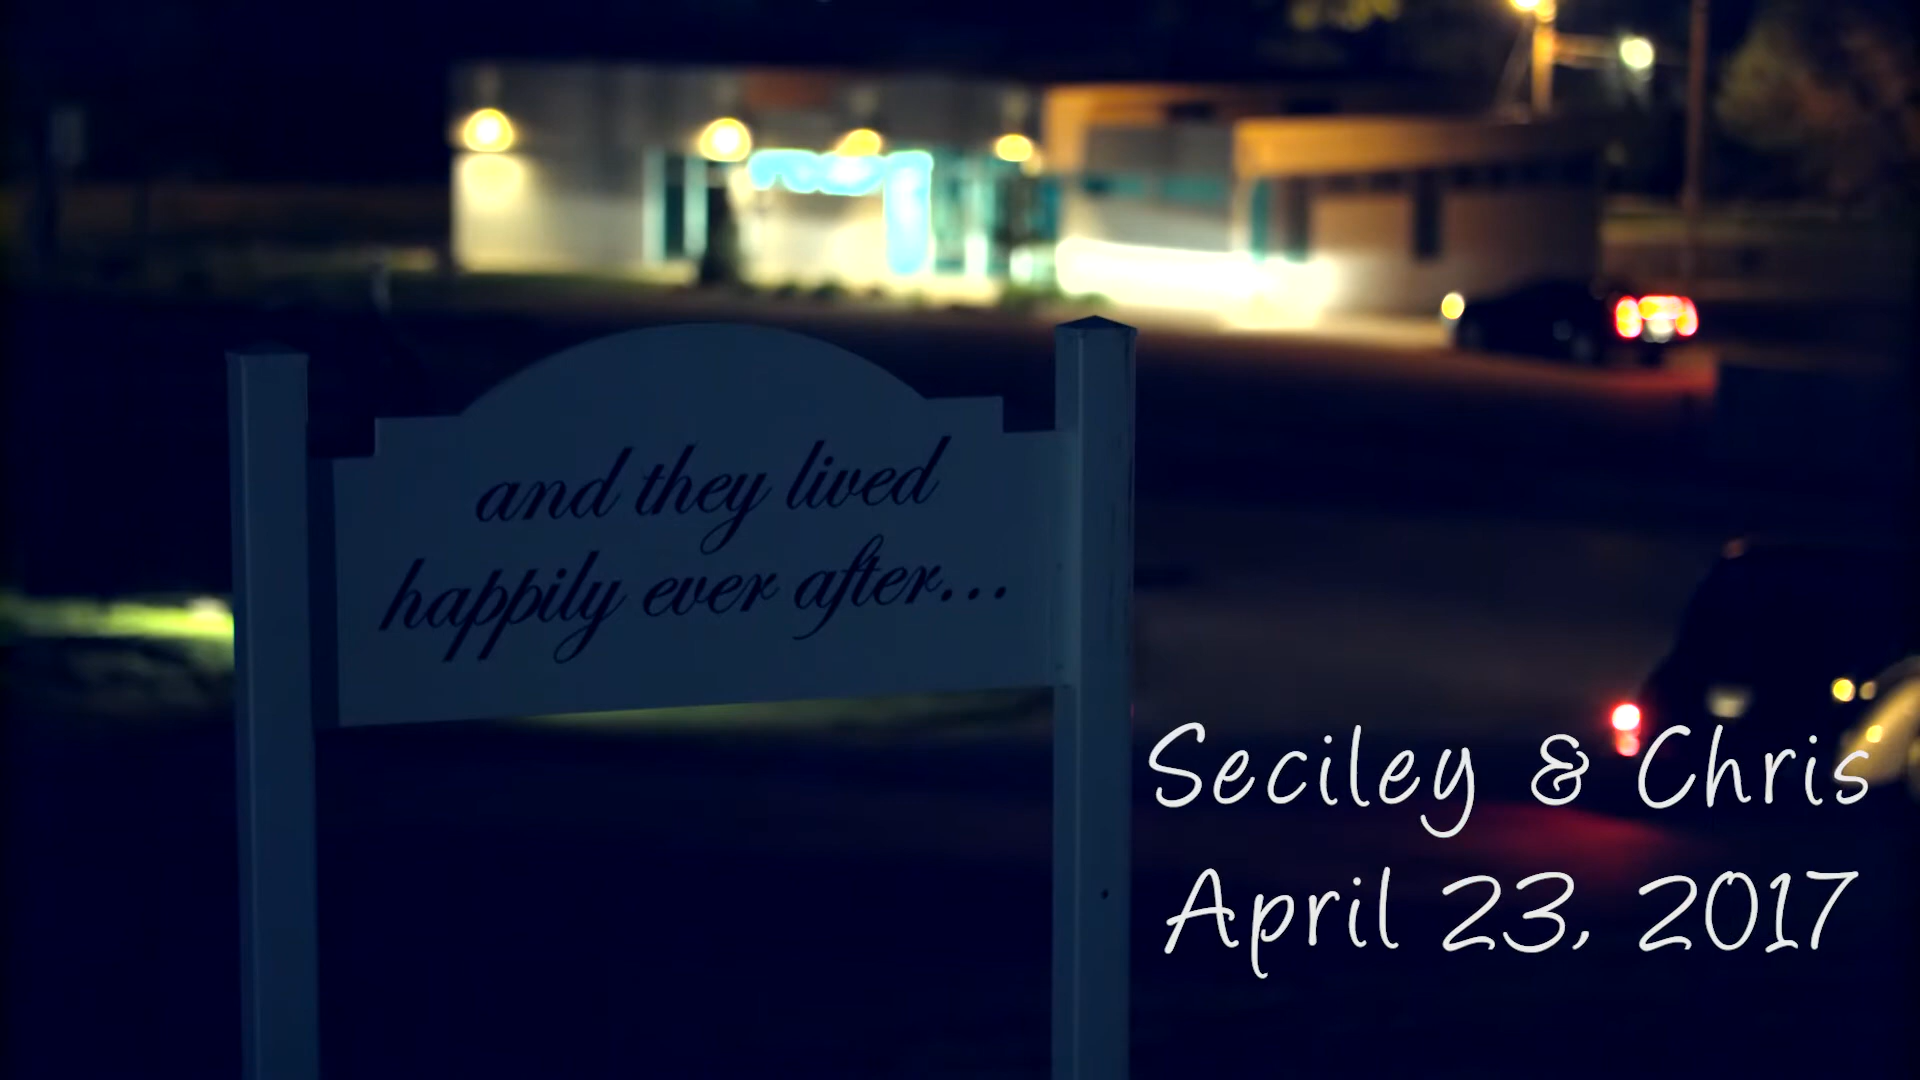 and they lived
happily ever after...
Seciley & Chris
April 23, 2017